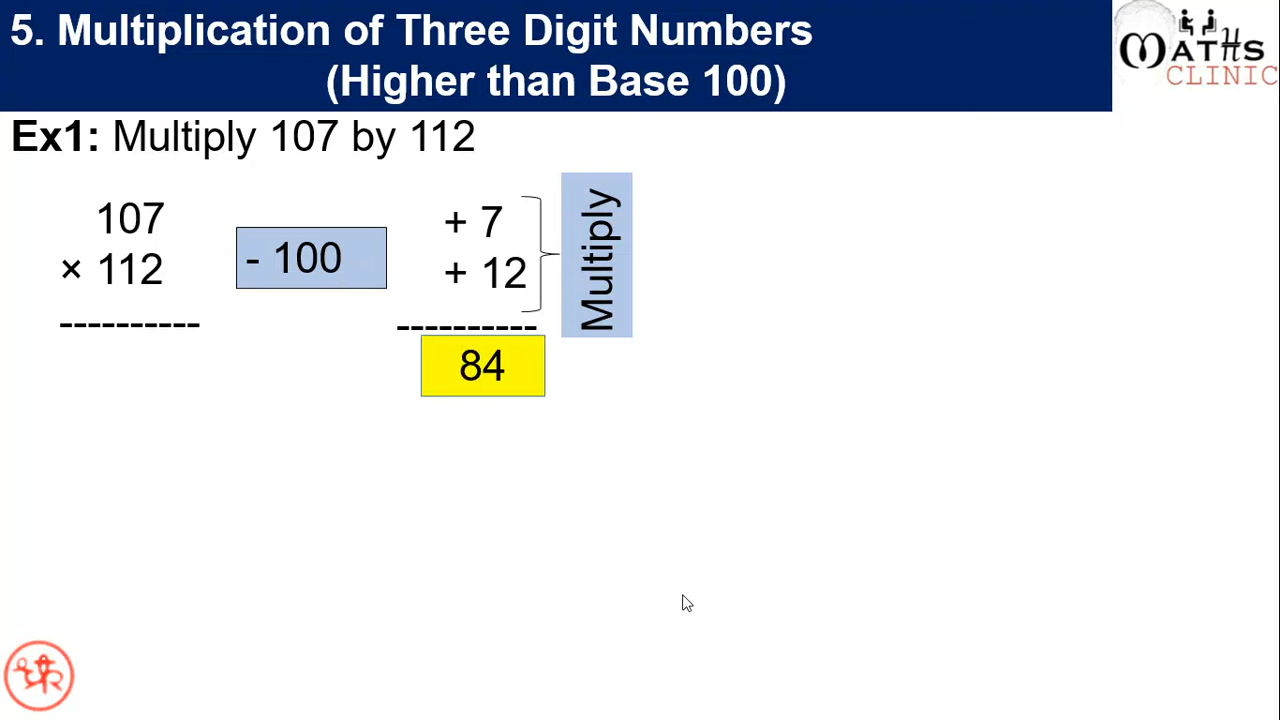 5. Multiplication of Three Digit Numbers
(Higher than Base 100)
MATHS
CLINIC
Ex1: Multiply 107 by 112
107
× 112
----------
- 100
+ 7
+ 12
----------
84
Multiply